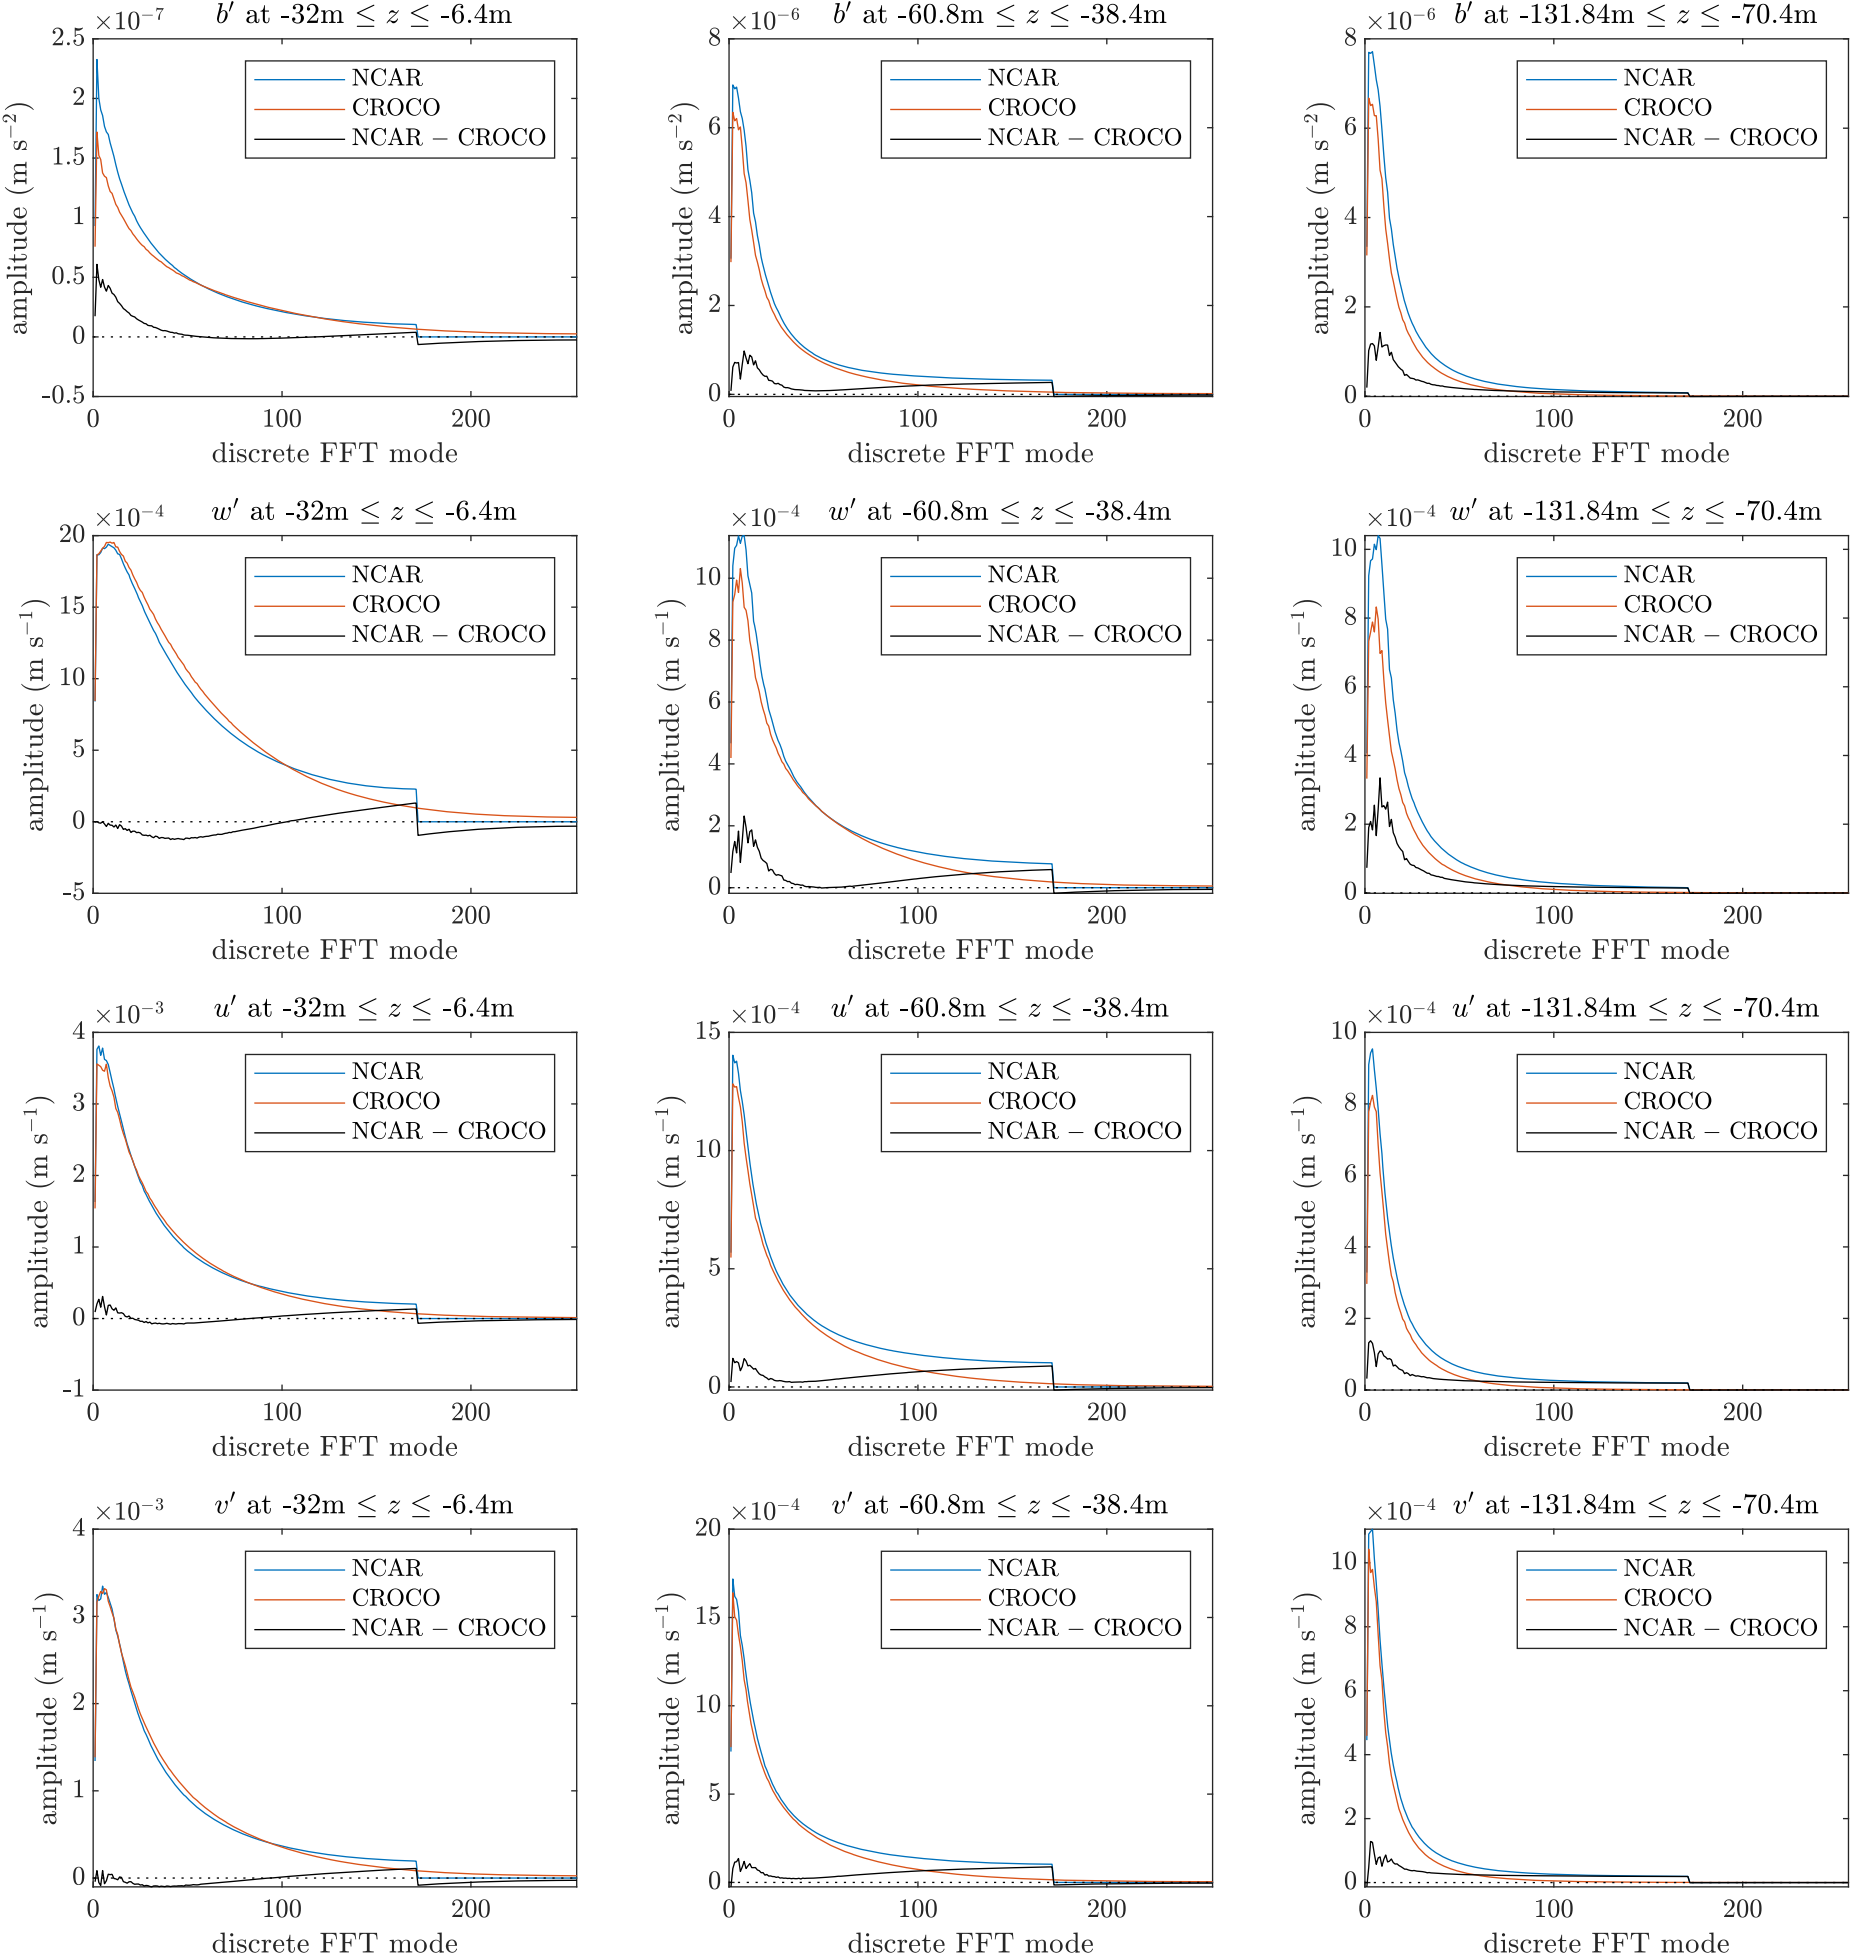 ×10⁻⁷ b′ at -32m ≤ z ≤ -6.4m
2.5
2
1.5
1
0.5
0
-0.5
amplitude (m s⁻²)
NCAR
CROCO
NCAR − CROCO
0 100 200
discrete FFT mode
×10⁻⁶ b′ at -60.8m ≤ z ≤ -38.4m
8
6
4
2
0
amplitude (m s⁻²)
NCAR
CROCO
NCAR − CROCO
0 100 200
discrete FFT mode
×10⁻⁶ b′ at -131.84m ≤ z ≤ -70.4m
8
6
4
2
0
amplitude (m s⁻²)
NCAR
CROCO
NCAR − CROCO
0 100 200
discrete FFT mode
×10⁻⁴ w′ at -32m ≤ z ≤ -6.4m
20
15
10
5
0
-5
amplitude (m s⁻¹)
NCAR
CROCO
NCAR − CROCO
0 100 200
discrete FFT mode
×10⁻⁴ w′ at -60.8m ≤ z ≤ -38.4m
10
8
6
4
2
0
amplitude (m s⁻¹)
NCAR
CROCO
NCAR − CROCO
0 100 200
discrete FFT mode
×10⁻⁴ w′ at -131.84m ≤ z ≤ -70.4m
10
8
6
4
2
0
amplitude (m s⁻¹)
NCAR
CROCO
NCAR − CROCO
0 100 200
discrete FFT mode
×10⁻³ u′ at -32m ≤ z ≤ -6.4m
4
3
2
1
0
-1
amplitude (m s⁻¹)
NCAR
CROCO
NCAR − CROCO
0 100 200
discrete FFT mode
×10⁻⁴ u′ at -60.8m ≤ z ≤ -38.4m
15
10
5
0
amplitude (m s⁻¹)
NCAR
CROCO
NCAR − CROCO
0 100 200
discrete FFT mode
×10⁻⁴ u′ at -131.84m ≤ z ≤ -70.4m
10
8
6
4
2
0
amplitude (m s⁻¹)
NCAR
CROCO
NCAR − CROCO
0 100 200
discrete FFT mode
×10⁻³ v′ at -32m ≤ z ≤ -6.4m
4
3
2
1
0
amplitude (m s⁻¹)
NCAR
CROCO
NCAR − CROCO
0 100 200
discrete FFT mode
×10⁻⁴ v′ at -60.8m ≤ z ≤ -38.4m
20
15
10
5
0
amplitude (m s⁻¹)
NCAR
CROCO
NCAR − CROCO
0 100 200
discrete FFT mode
×10⁻⁴ v′ at -131.84m ≤ z ≤ -70.4m
10
8
6
4
2
0
amplitude (m s⁻¹)
NCAR
CROCO
NCAR − CROCO
0 100 200
discrete FFT mode